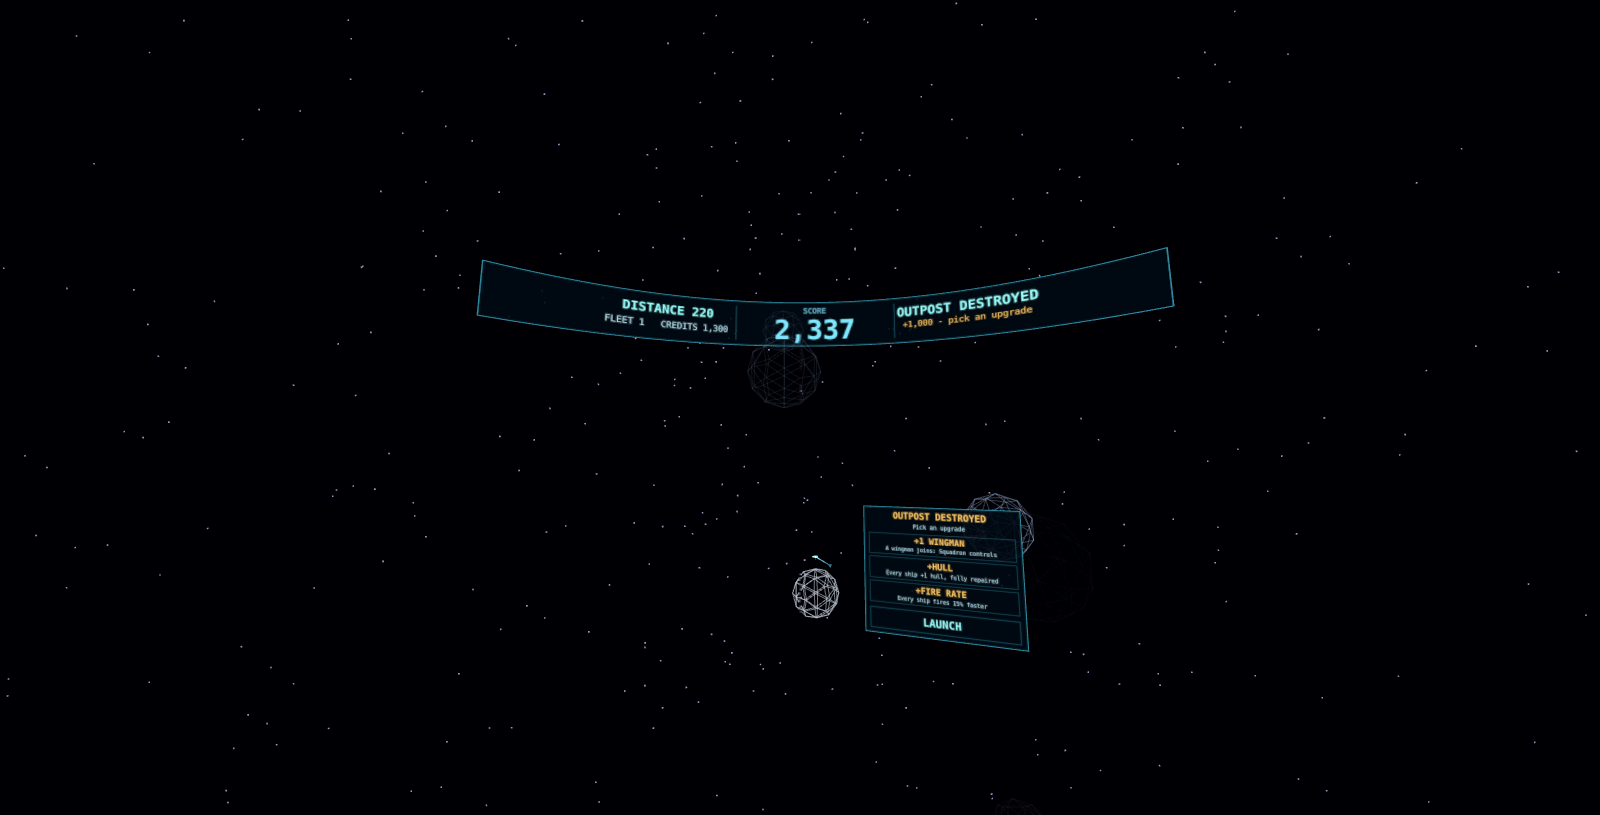 DISTANCE 220
FLEET 1 CREDITS 1,300
SCORE
2,337
OUTPOST DESTROYED
+1,000 - pick an upgrade
OUTPOST DESTROYED
Pick an upgrade
+1 WINGMAN
A wingman joins: Squadron controls
+HULL
Every ship +1 hull, fully repaired
+FIRE RATE
Every ship fires 15% faster
LAUNCH